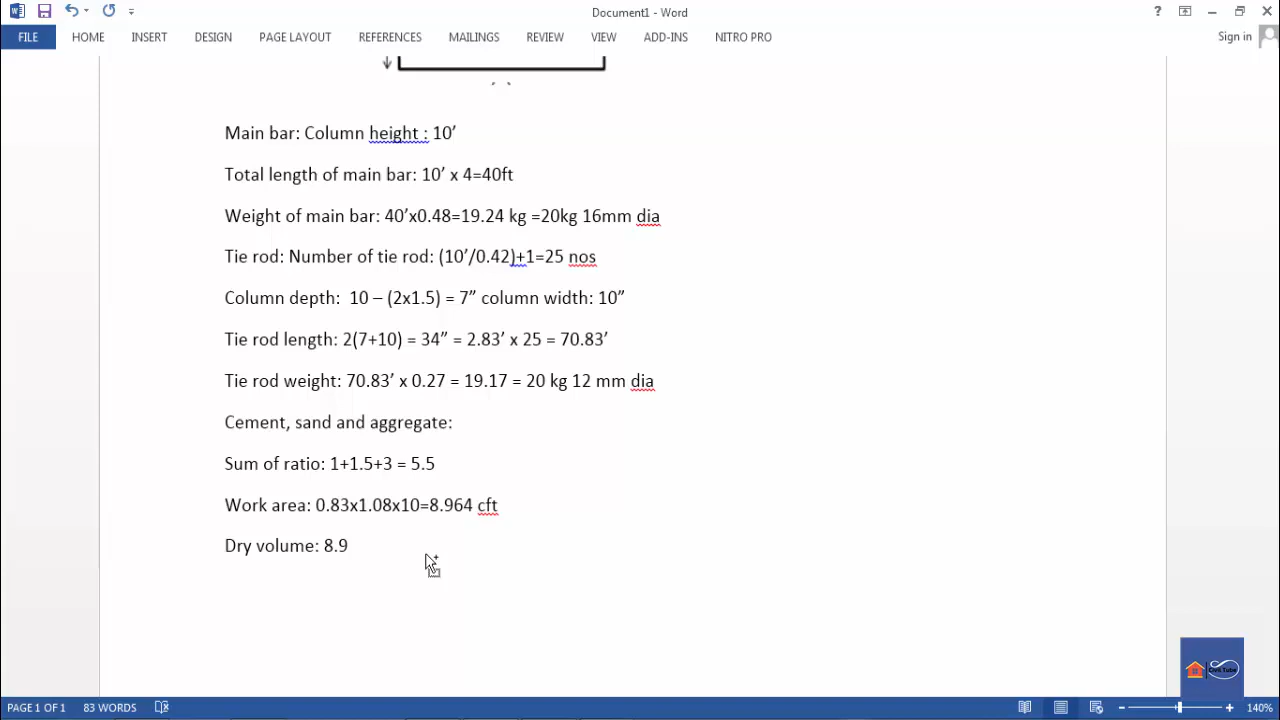 Document1 - Word
?
FILE HOME INSERT DESIGN PAGE LAYOUT REFERENCES MAILINGS REVIEW VIEW ADD-INS NITRO PRO Sign in
Main bar: Column height : 10’
Total length of main bar: 10’ x 4=40ft
Weight of main bar: 40’x0.48=19.24 kg =20kg 16mm dia
Tie rod: Number of tie rod: (10’/0.42)+1=25 nos
Column depth:  10 – (2x1.5) = 7” column width: 10”
Tie rod length: 2(7+10) = 34” = 2.83’ x 25 = 70.83’
Tie rod weight: 70.83’ x 0.27 = 19.17 = 20 kg 12 mm dia
Cement, sand and aggregate:
Sum of ratio: 1+1.5+3 = 5.5
Work area: 0.83x1.08x10=8.964 cft
Dry volume: 8.9
PAGE 1 OF 1 83 WORDS 140%